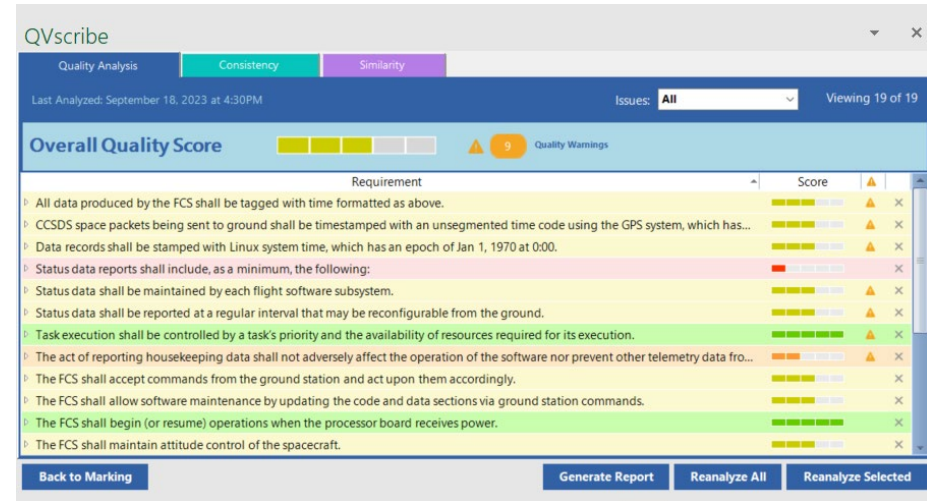 QVscribe
Quality Analysis Consistency Similarity
Last Analyzed: September 18, 2023 at 4:30PM Issues: All Viewing 19 of 19
Overall Quality Score 9 Quality Warnings
Requirement Score
All data produced by the FCS shall be tagged with time formatted as above.
CCSDS space packets being sent to ground shall be timestamped with an unsegmented time code using the GPS system, which has...
Data records shall be stamped with Linux system time, which has an epoch of Jan 1, 1970 at 0:00.
Status data reports shall include, as a minimum, the following:
Status data shall be maintained by each flight software subsystem.
Status data shall be reported at a regular interval that may be reconfigurable from the ground.
Task execution shall be controlled by a task's priority and the availability of resources required for its execution.
The act of reporting housekeeping data shall not adversely affect the operation of the software nor prevent other telemetry data fro...
The FCS shall accept commands from the ground station and act upon them accordingly.
The FCS shall allow software maintenance by updating the code and data sections via ground station commands.
The FCS shall begin (or resume) operations when the processor board receives power.
The FCS shall maintain attitude control of the spacecraft.
Back to Marking Generate Report Reanalyze All Reanalyze Selected